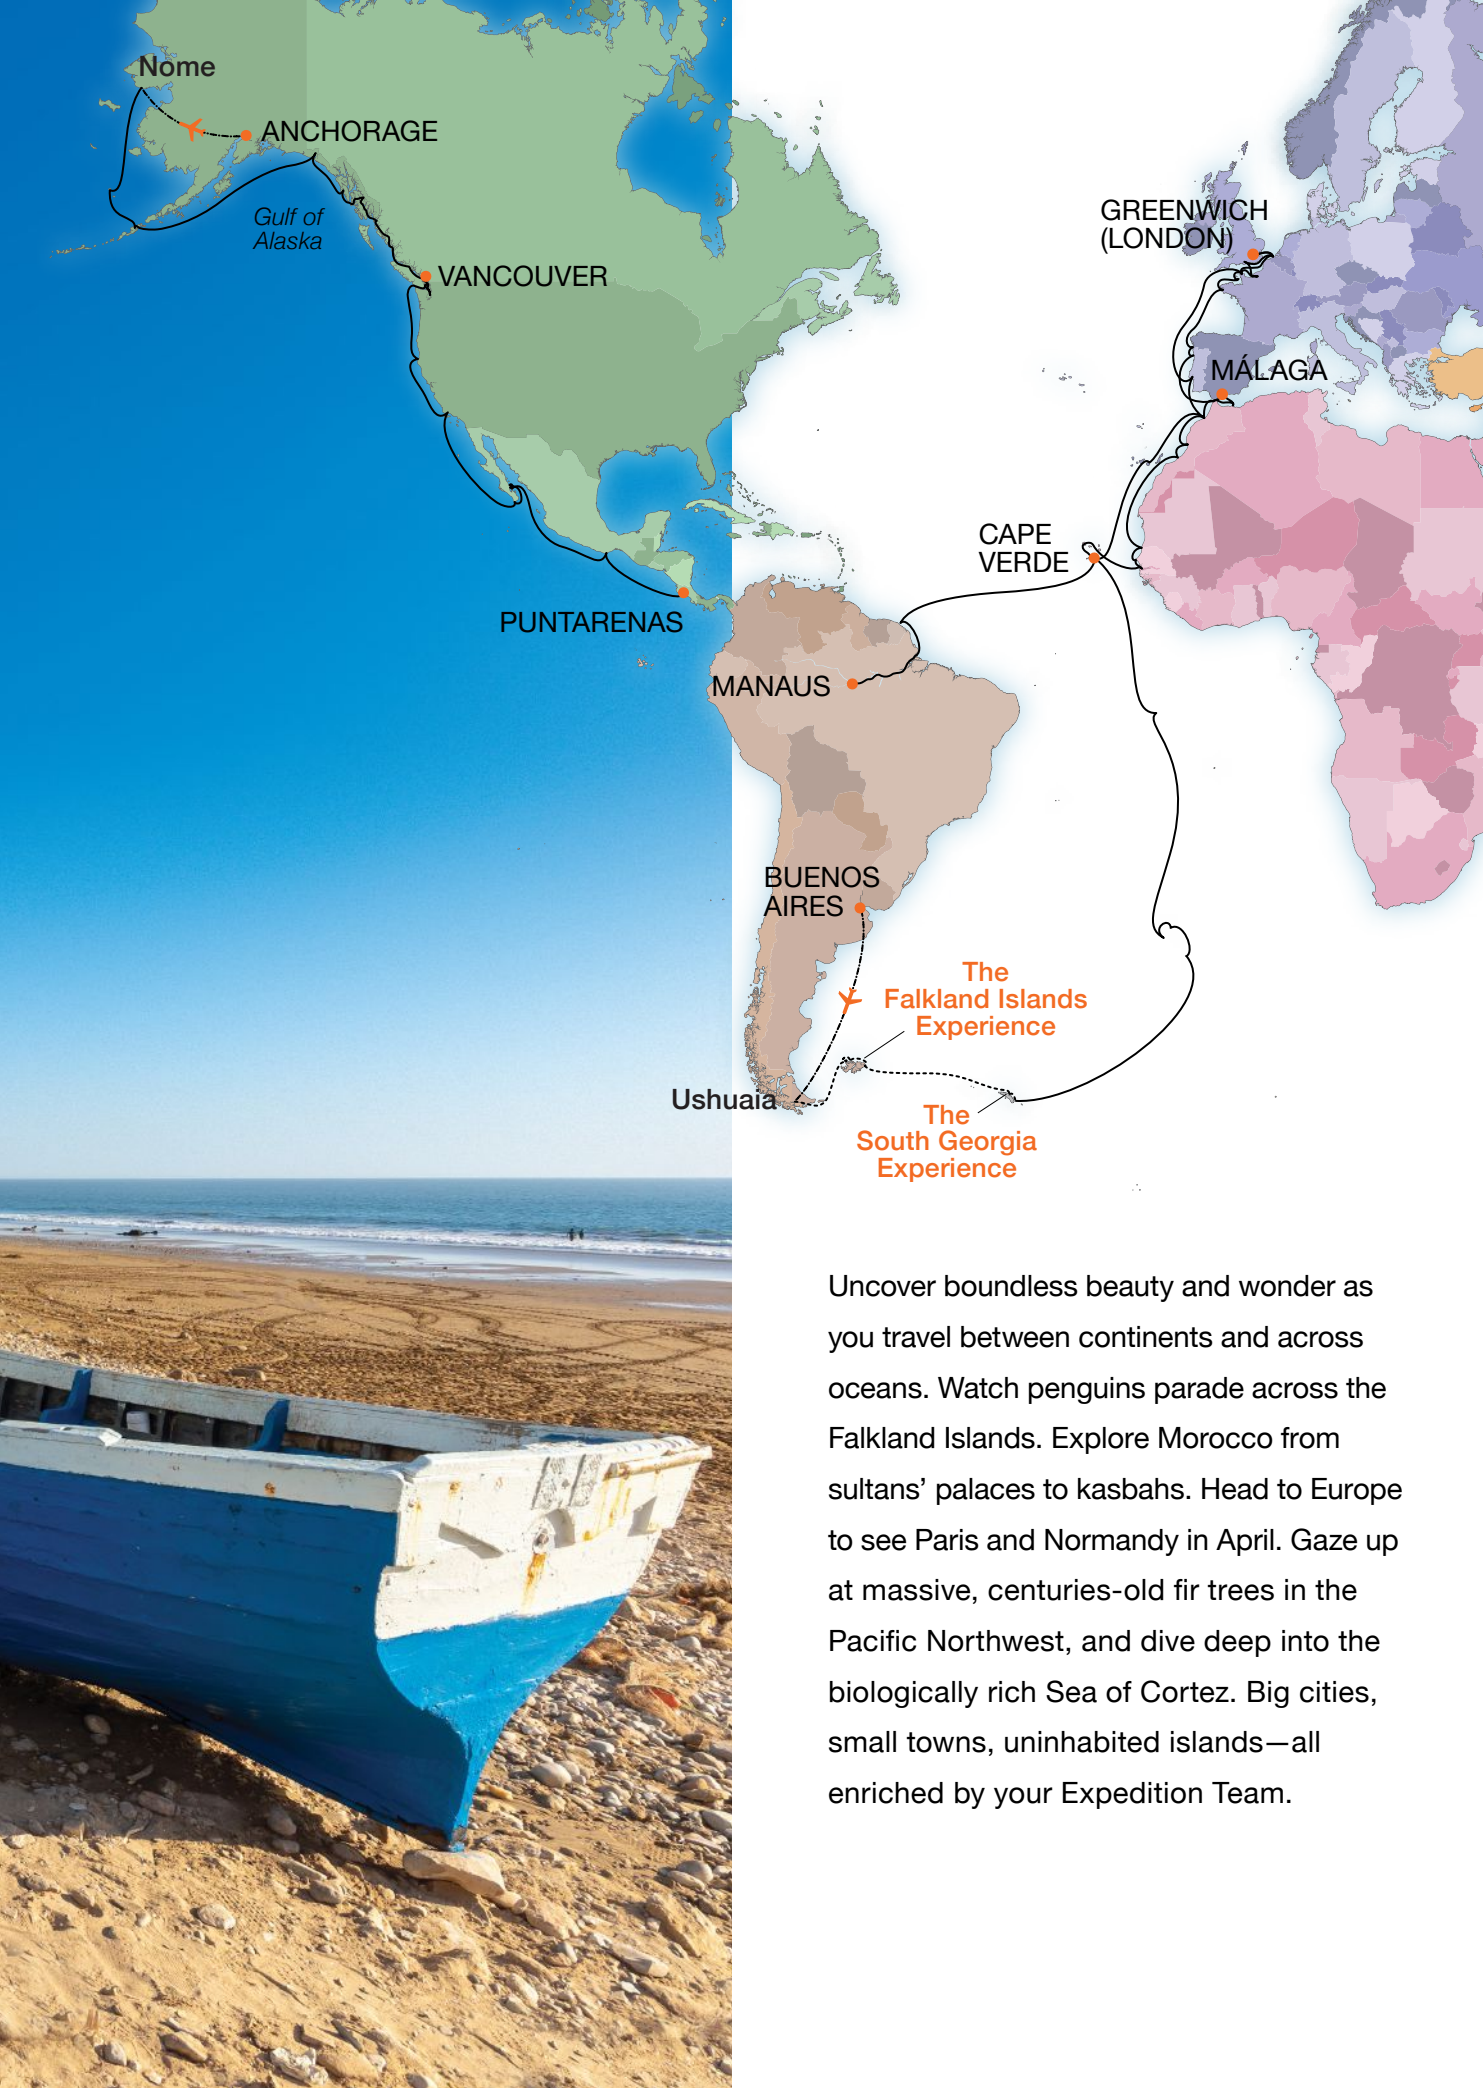 Nome
ANCHORAGE
Gulf of
Alaska
VANCOUVER
PUNTARENAS
GREENWICH
(LONDON)
MÁLAGA
CAPE
VERDE
MANAUS
BUENOS
AIRES
The
Falkland Islands
Experience
Ushuaia
The
South Georgia
Experience
Uncover boundless beauty and wonder as
you travel between continents and across
oceans. Watch penguins parade across the
Falkland Islands. Explore Morocco from
sultans’ palaces to kasbahs. Head to Europe
to see Paris and Normandy in April. Gaze up
at massive, centuries-old fir trees in the
Pacific Northwest, and dive deep into the
biologically rich Sea of Cortez. Big cities,
small towns, uninhabited islands—all
enriched by your Expedition Team.